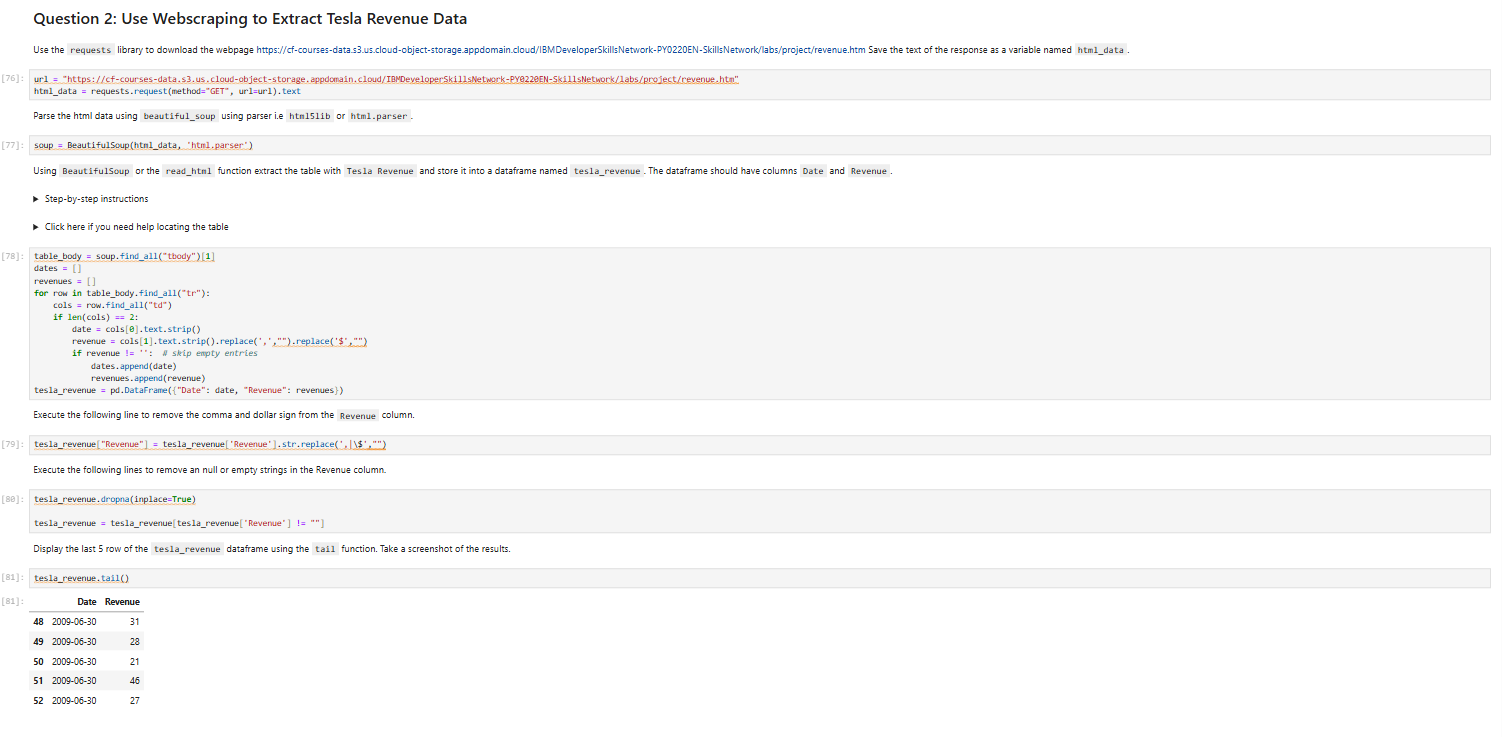 Question 2: Use Webscraping to Extract Tesla Revenue Data
Use the requests library to download the webpage https://cf-courses-data.s3.us.cloud-object-storage.appdomain.cloud/IBMDeveloperSkillsNetwork-PY0220EN-SkillsNetwork/labs/project/revenue.htm Save the text of the response as a variable named html_data.
[76]: url = "https://cf-courses-data.s3.us.cloud-object-storage.appdomain.cloud/IBMDeveloperSkillsNetwork-PY0220EN-SkillsNetwork/labs/project/revenue.htm"
html_data = requests.request(method="GET", url=url).text
Parse the html data using beautiful_soup using parser i.e html5lib or html.parser.
[77]: soup = BeautifulSoup(html_data, 'html.parser')
Using BeautifulSoup or the read_html function extract the table with Tesla Revenue and store it into a dataframe named tesla_revenue. The dataframe should have columns Date and Revenue.
▶ Step-by-step instructions
▶ Click here if you need help locating the table
[78]: table_body = soup.find_all("tbody")[1]
dates = []
revenues = []
for row in table_body.find_all("tr"):
    cols = row.find_all("td")
    if len(cols) == 2:
        date = cols[0].text.strip()
        revenue = cols[1].text.strip().replace(',',"").replace('$',"")
        if revenue != '':  # skip empty entries
            dates.append(date)
            revenues.append(revenue)
tesla_revenue = pd.DataFrame({"Date": date, "Revenue": revenues})
Execute the following line to remove the comma and dollar sign from the Revenue column.
[79]: tesla_revenue["Revenue"] = tesla_revenue['Revenue'].str.replace(',|\$',"")
Execute the following lines to remove an null or empty strings in the Revenue column.
[80]: tesla_revenue.dropna(inplace=True)
tesla_revenue = tesla_revenue[tesla_revenue['Revenue'] != ""]
Display the last 5 row of the tesla_revenue dataframe using the tail function. Take a screenshot of the results.
[81]: tesla_revenue.tail()
[81]: Date Revenue
48 2009-06-30 31
49 2009-06-30 28
50 2009-06-30 21
51 2009-06-30 46
52 2009-06-30 27